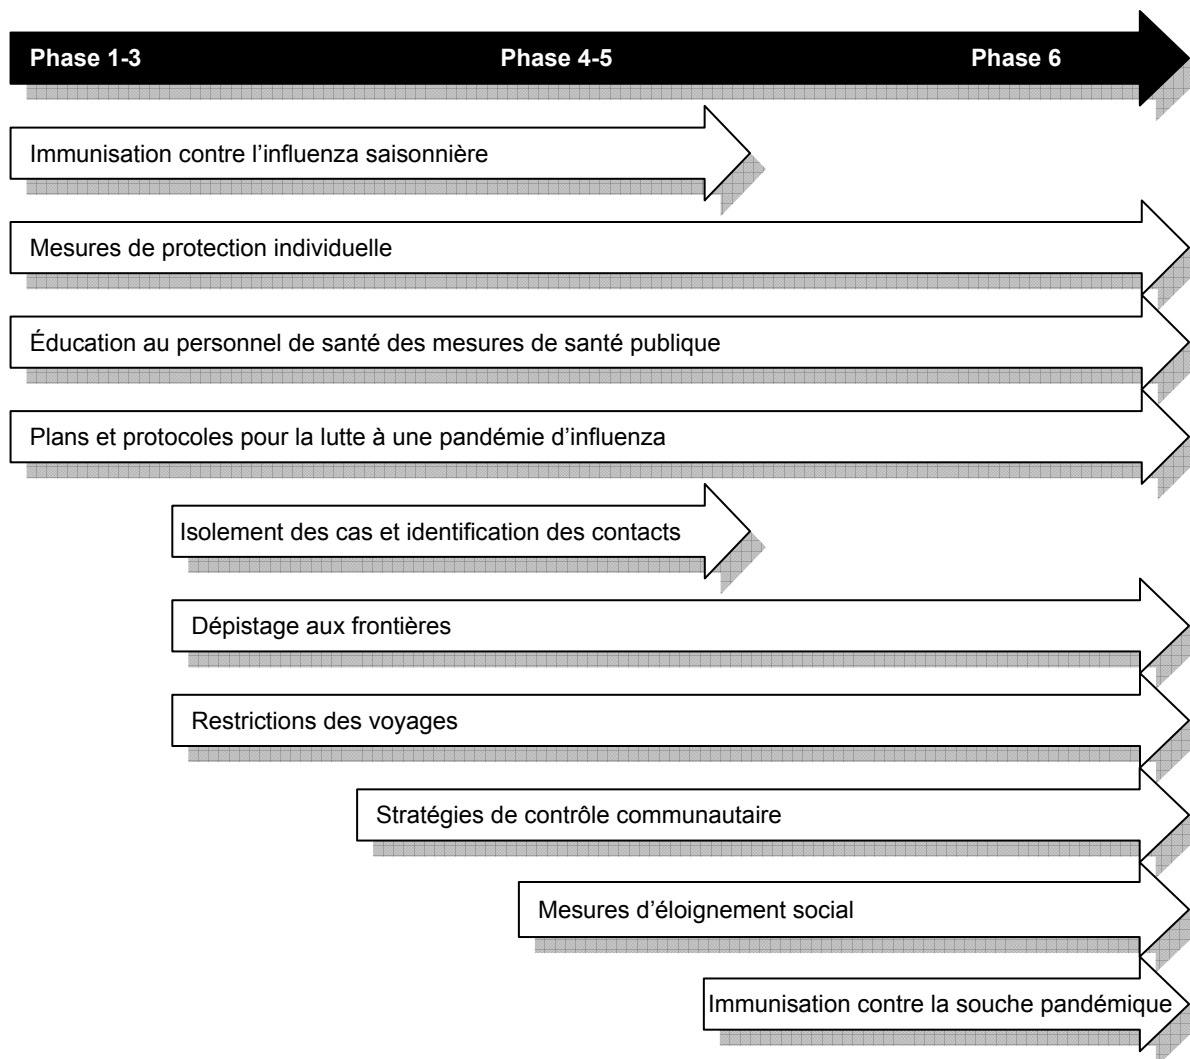 Phase 1-3 Phase 4-5 Phase 6
Immunisation contre l’influenza saisonnière
Mesures de protection individuelle
Éducation au personnel de santé des mesures de santé publique
Plans et protocoles pour la lutte à une pandémie d’influenza
Isolement des cas et identification des contacts
Dépistage aux frontières
Restrictions des voyages
Stratégies de contrôle communautaire
Mesures d’éloignement social
Immunisation contre la souche pandémique